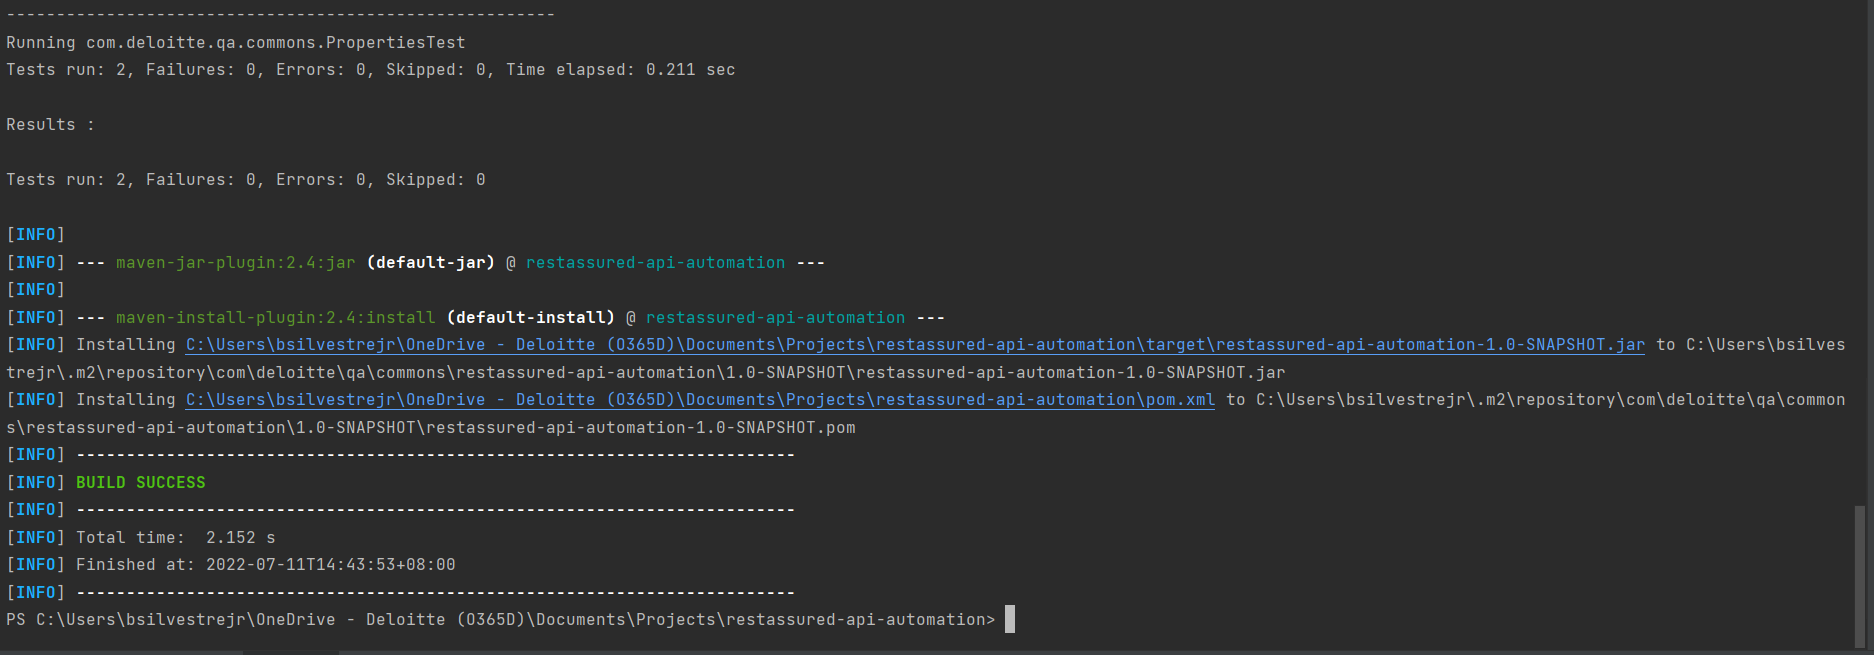 -------------------------------------------------------
Running com.deloitte.qa.commons.PropertiesTest
Tests run: 2, Failures: 0, Errors: 0, Skipped: 0, Time elapsed: 0.211 sec
Results :
Tests run: 2, Failures: 0, Errors: 0, Skipped: 0
[INFO]
[INFO] --- maven-jar-plugin:2.4:jar (default-jar) @ restassured-api-automation ---
[INFO]
[INFO] --- maven-install-plugin:2.4:install (default-install) @ restassured-api-automation ---
[INFO] Installing C:\Users\bsilvestrejr\OneDrive - Deloitte (O365D)\Documents\Projects\restassured-api-automation\target\restassured-api-automation-1.0-SNAPSHOT.jar to C:\Users\bsilves
trejr\.m2\repository\com\deloitte\qa\commons\restassured-api-automation\1.0-SNAPSHOT\restassured-api-automation-1.0-SNAPSHOT.jar
[INFO] Installing C:\Users\bsilvestrejr\OneDrive - Deloitte (O365D)\Documents\Projects\restassured-api-automation\pom.xml to C:\Users\bsilvestrejr\.m2\repository\com\deloitte\qa\common
s\restassured-api-automation\1.0-SNAPSHOT\restassured-api-automation-1.0-SNAPSHOT.pom
[INFO] ------------------------------------------------------------------------
[INFO] BUILD SUCCESS
[INFO] ------------------------------------------------------------------------
[INFO] Total time:  2.152 s
[INFO] Finished at: 2022-07-11T14:43:53+08:00
[INFO] ------------------------------------------------------------------------
PS C:\Users\bsilvestrejr\OneDrive - Deloitte (O365D)\Documents\Projects\restassured-api-automation>